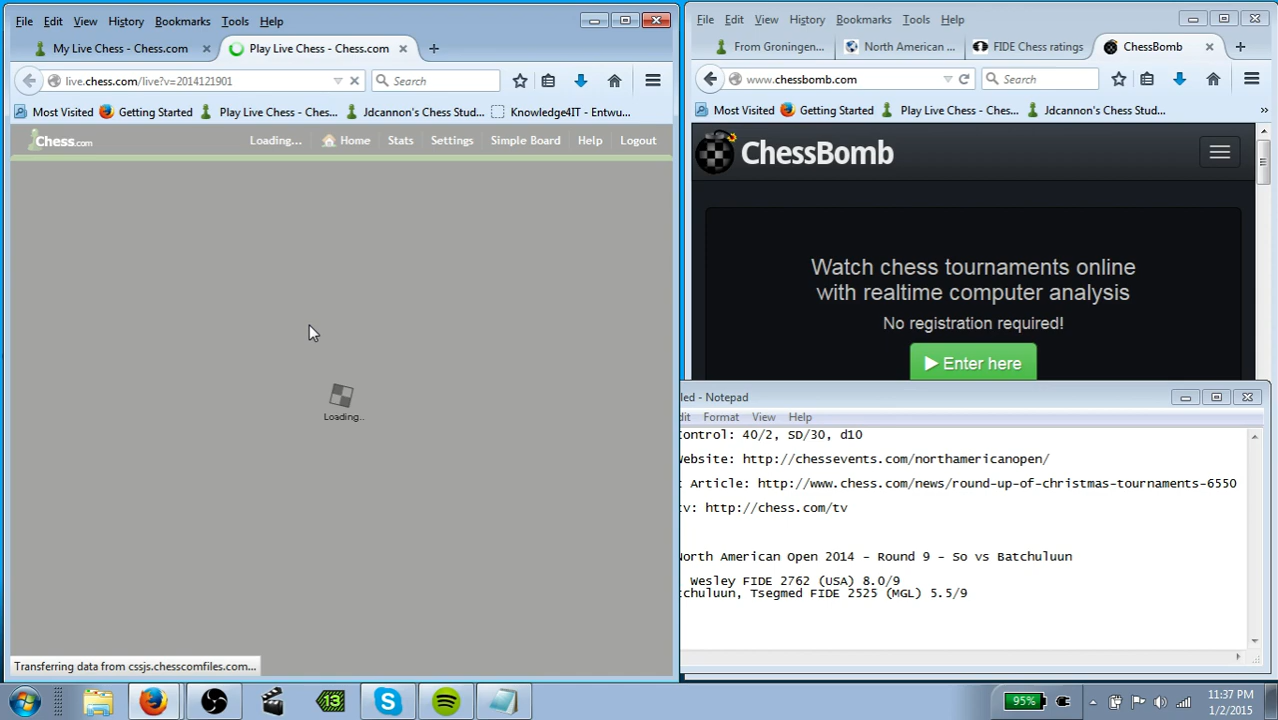 File Edit View History Bookmarks Tools Help
My Live Chess - Chess.com
Play Live Chess - Chess.com
live.chess.com/live?v=2014121901
Search
Most Visited Getting Started Play Live Chess - Ches... Jdcannon's Chess Stud... Knowledge4IT - Entwu...
Chess.com Loading... Home Stats Settings Simple Board Help Logout
Loading...
Transferring data from cssjs.chesscomfiles.com...
File Edit View History Bookmarks Tools Help
From Groningen... North American ... FIDE Chess ratings ChessBomb
www.chessbomb.com
Search
Most Visited Getting Started Play Live Chess - Ches... Jdcannon's Chess Stud... »
ChessBomb
Watch chess tournaments online
with realtime computer analysis
No registration required!
Enter here
led - Notepad
dit Format View Help
ontrol: 40/2, SD/30, d10
ebsite: http://chessevents.com/northamericanopen/
t Article: http://www.chess.com/news/round-up-of-christmas-tournaments-6550
tv: http://chess.com/tv
North American Open 2014 - Round 9 - So vs Batchuluun
Wesley FIDE 2762 (USA) 8.0/9
chuluun, Tsegmed FIDE 2525 (MGL) 5.5/9
13
95%
11:37 PM
1/2/2015